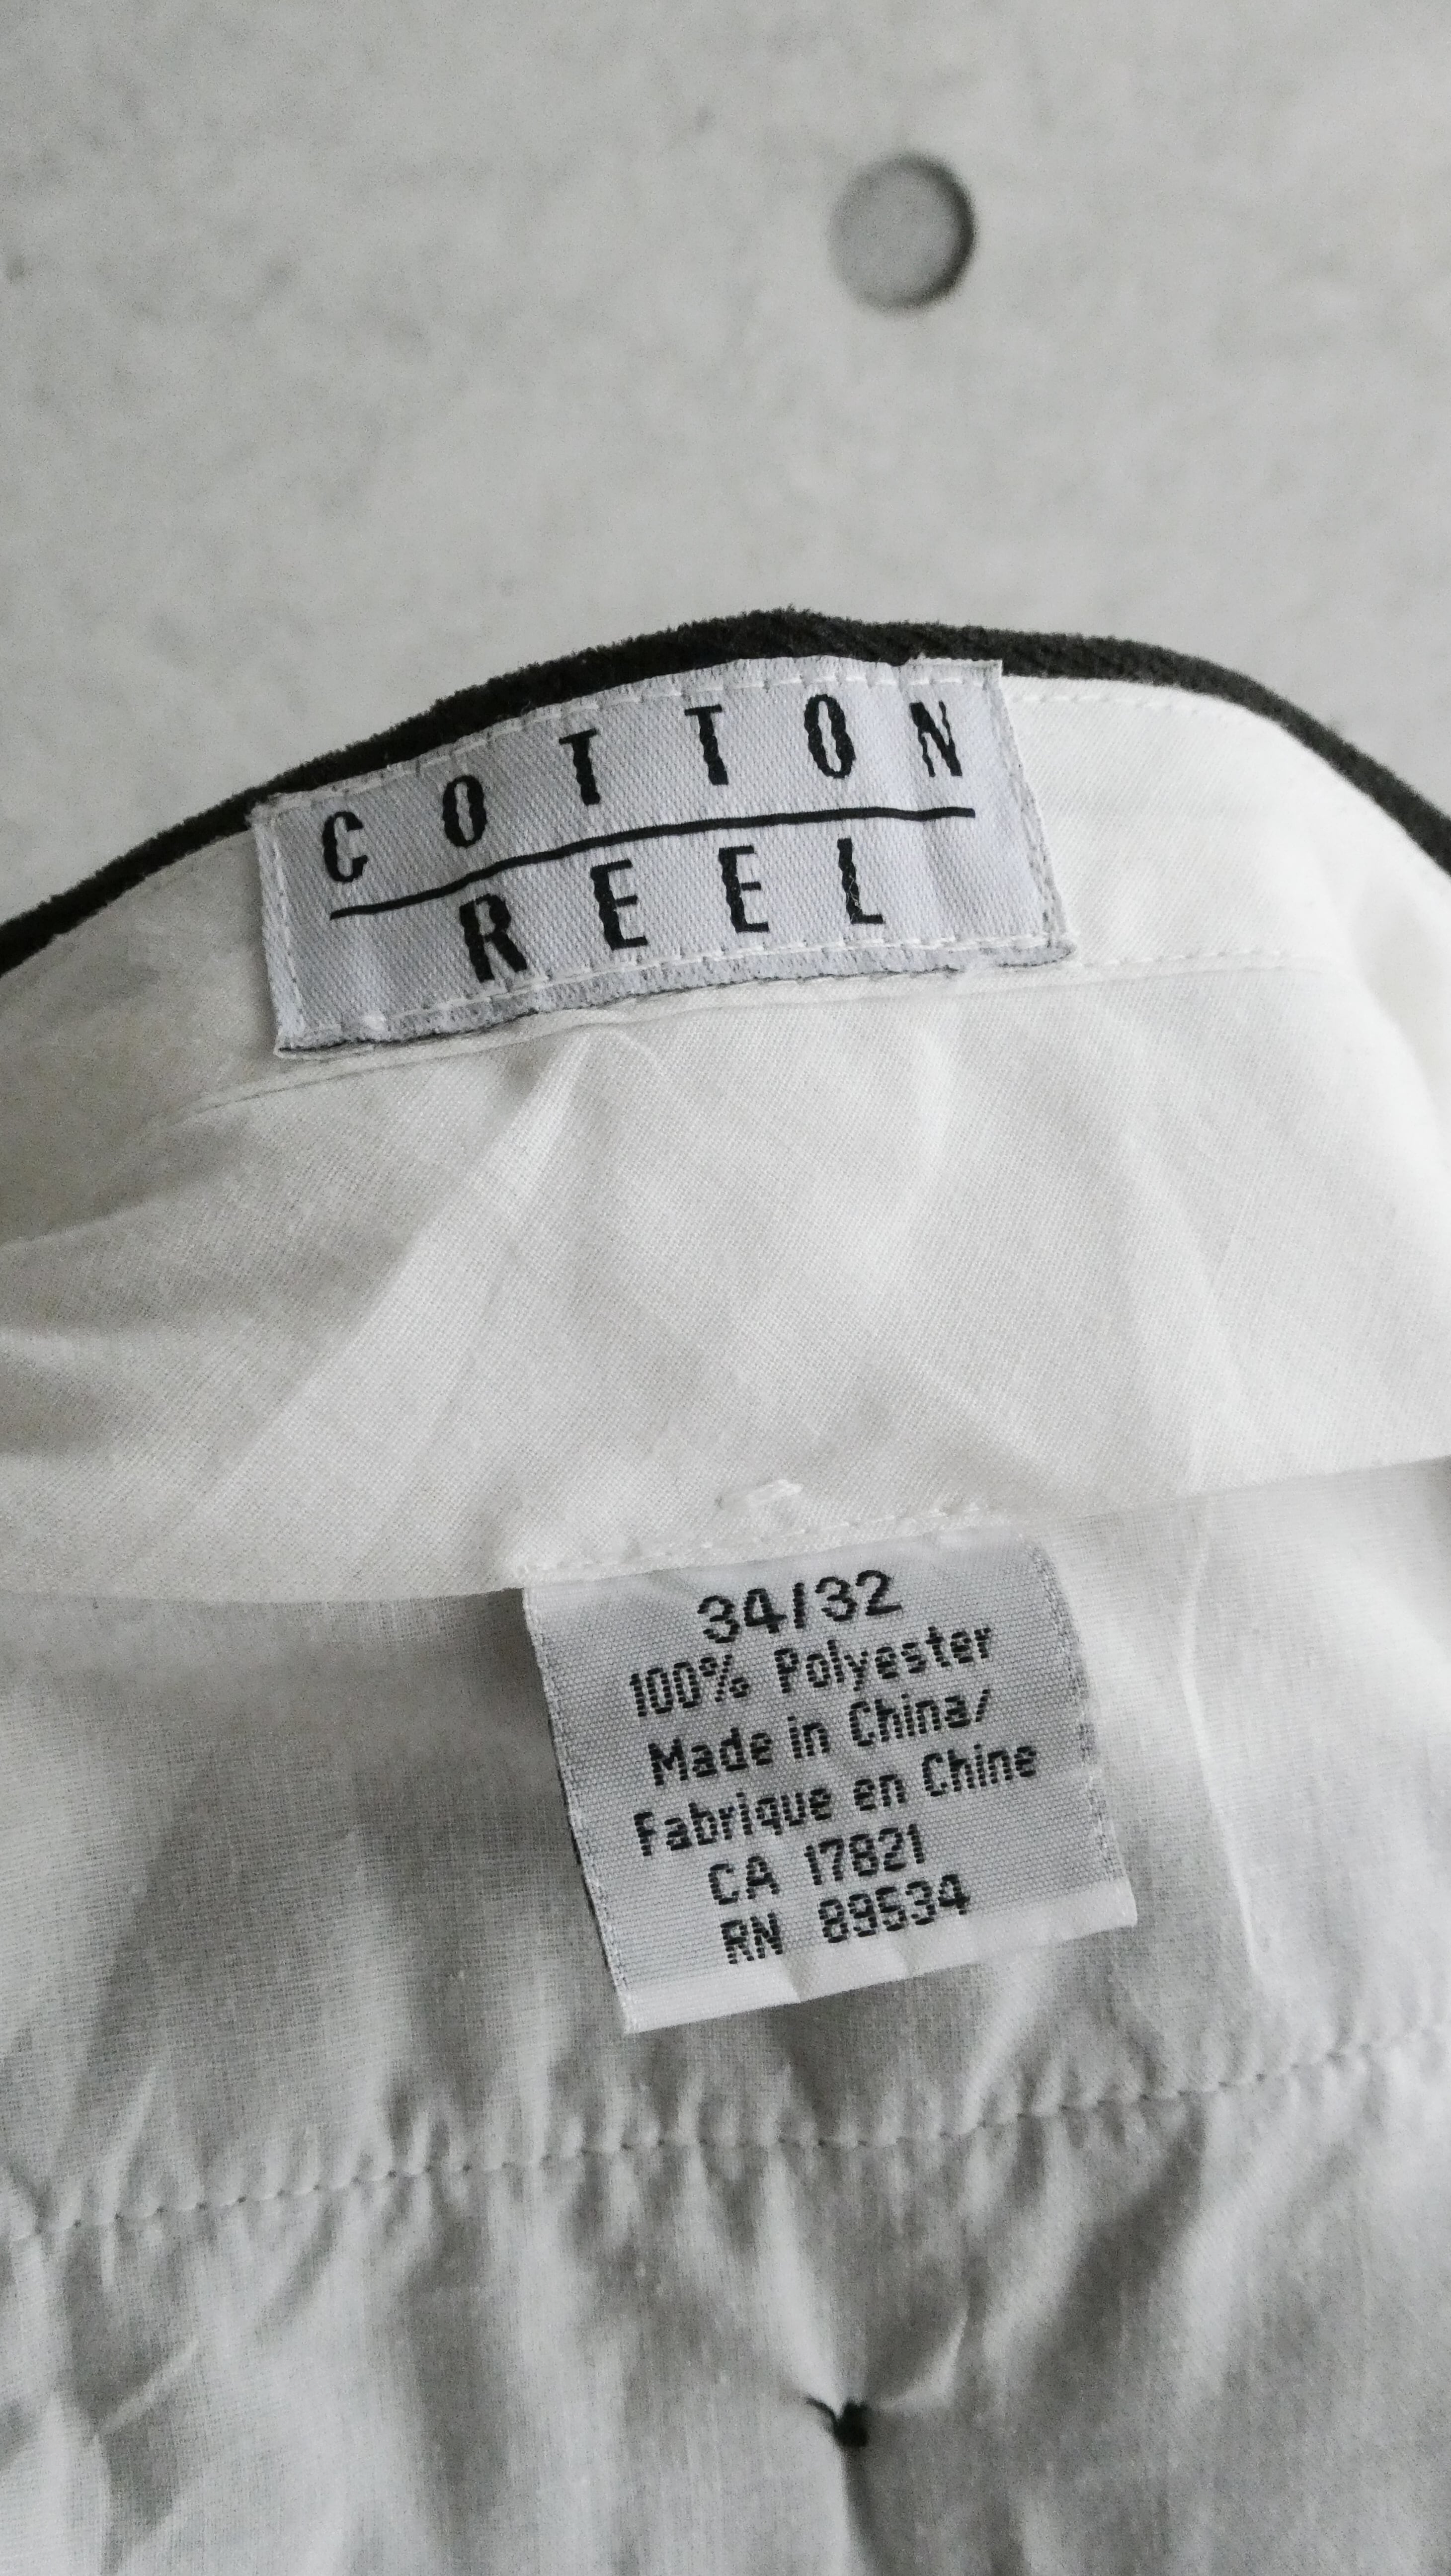 COTTON
REEL
34/32
100% Polyester
Made in China/
Fabrique en Chine
CA 17821
RN 89534